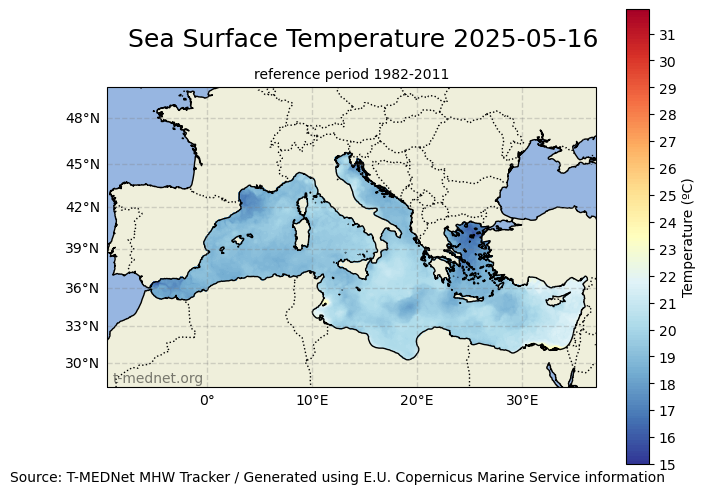 Sea Surface Temperature 2025-05-16
reference period 1982-2011
48°N
45°N
42°N
39°N
36°N
33°N
30°N
t-mednet.org
0°
10°E
20°E
30°E
31
30
29
28
27
26
25
24
23
22
21
20
19
18
17
16
15
Temperature (ºC)
Source: T-MEDNet MHW Tracker / Generated using E.U. Copernicus Marine Service information